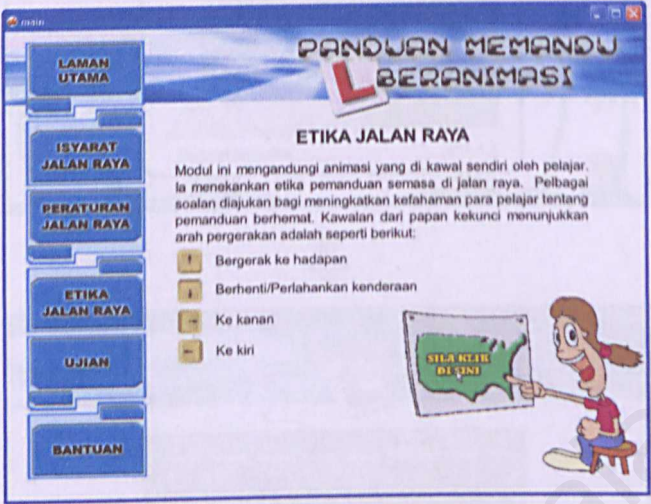 main
PANDUAN MEMANDU
L BERANIMASI
LAMAN
UTAMA
ISYARAT
JALAN RAYA
PERATURAN
JALAN RAYA
ETIKA
JALAN RAYA
UJIAN
BANTUAN
ETIKA JALAN RAYA
Modul ini mengandungi animasi yang di kawal sendiri oleh pelajar.
Ia menekankan etika pemanduan semasa di jalan raya. Pelbagai
soalan diajukan bagi meningkatkan kefahaman para pelajar tentang
pemanduan berhemat. Kawalan dari papan kekunci menunjukkan
arah pergerakan adalah seperti berikut:
↑ Bergerak ke hadapan
↓ Berhenti/Perlahankan kenderaan
→ Ke kanan
← Ke kiri
SILA KLIK
DI SINI